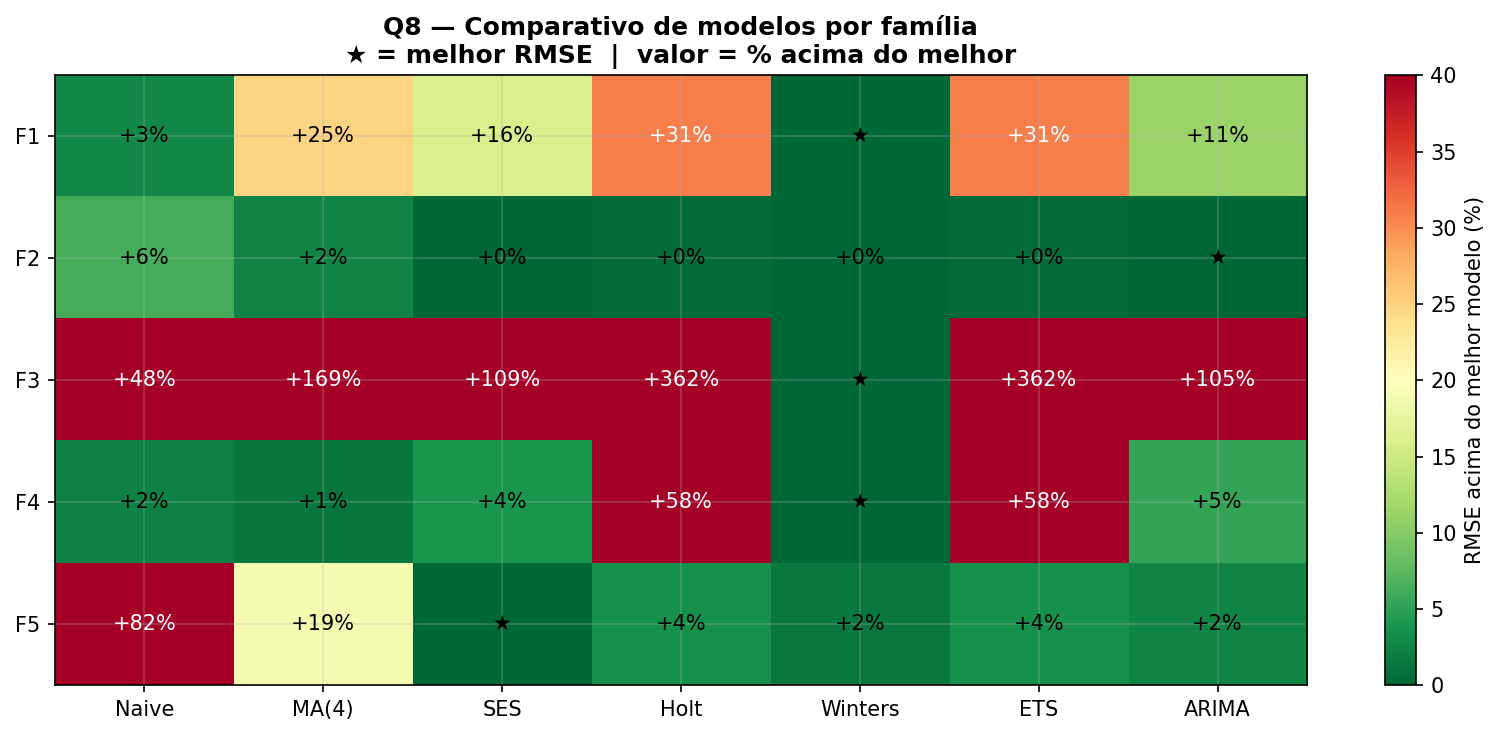 Q8 — Comparativo de modelos por família
★ = melhor RMSE | valor = % acima do melhor
F1 +3% +25% +16% +31% ★ +31% +11%
F2 +6% +2% +0% +0% +0% +0% ★
F3 +48% +169% +109% +362% ★ +362% +105%
F4 +2% +1% +4% +58% ★ +58% +5%
F5 +82% +19% ★ +4% +2% +4% +2%
Naive MA(4) SES Holt Winters ETS ARIMA
40
35
30
25
20
15
10
5
0
RMSE acima do melhor modelo (%)